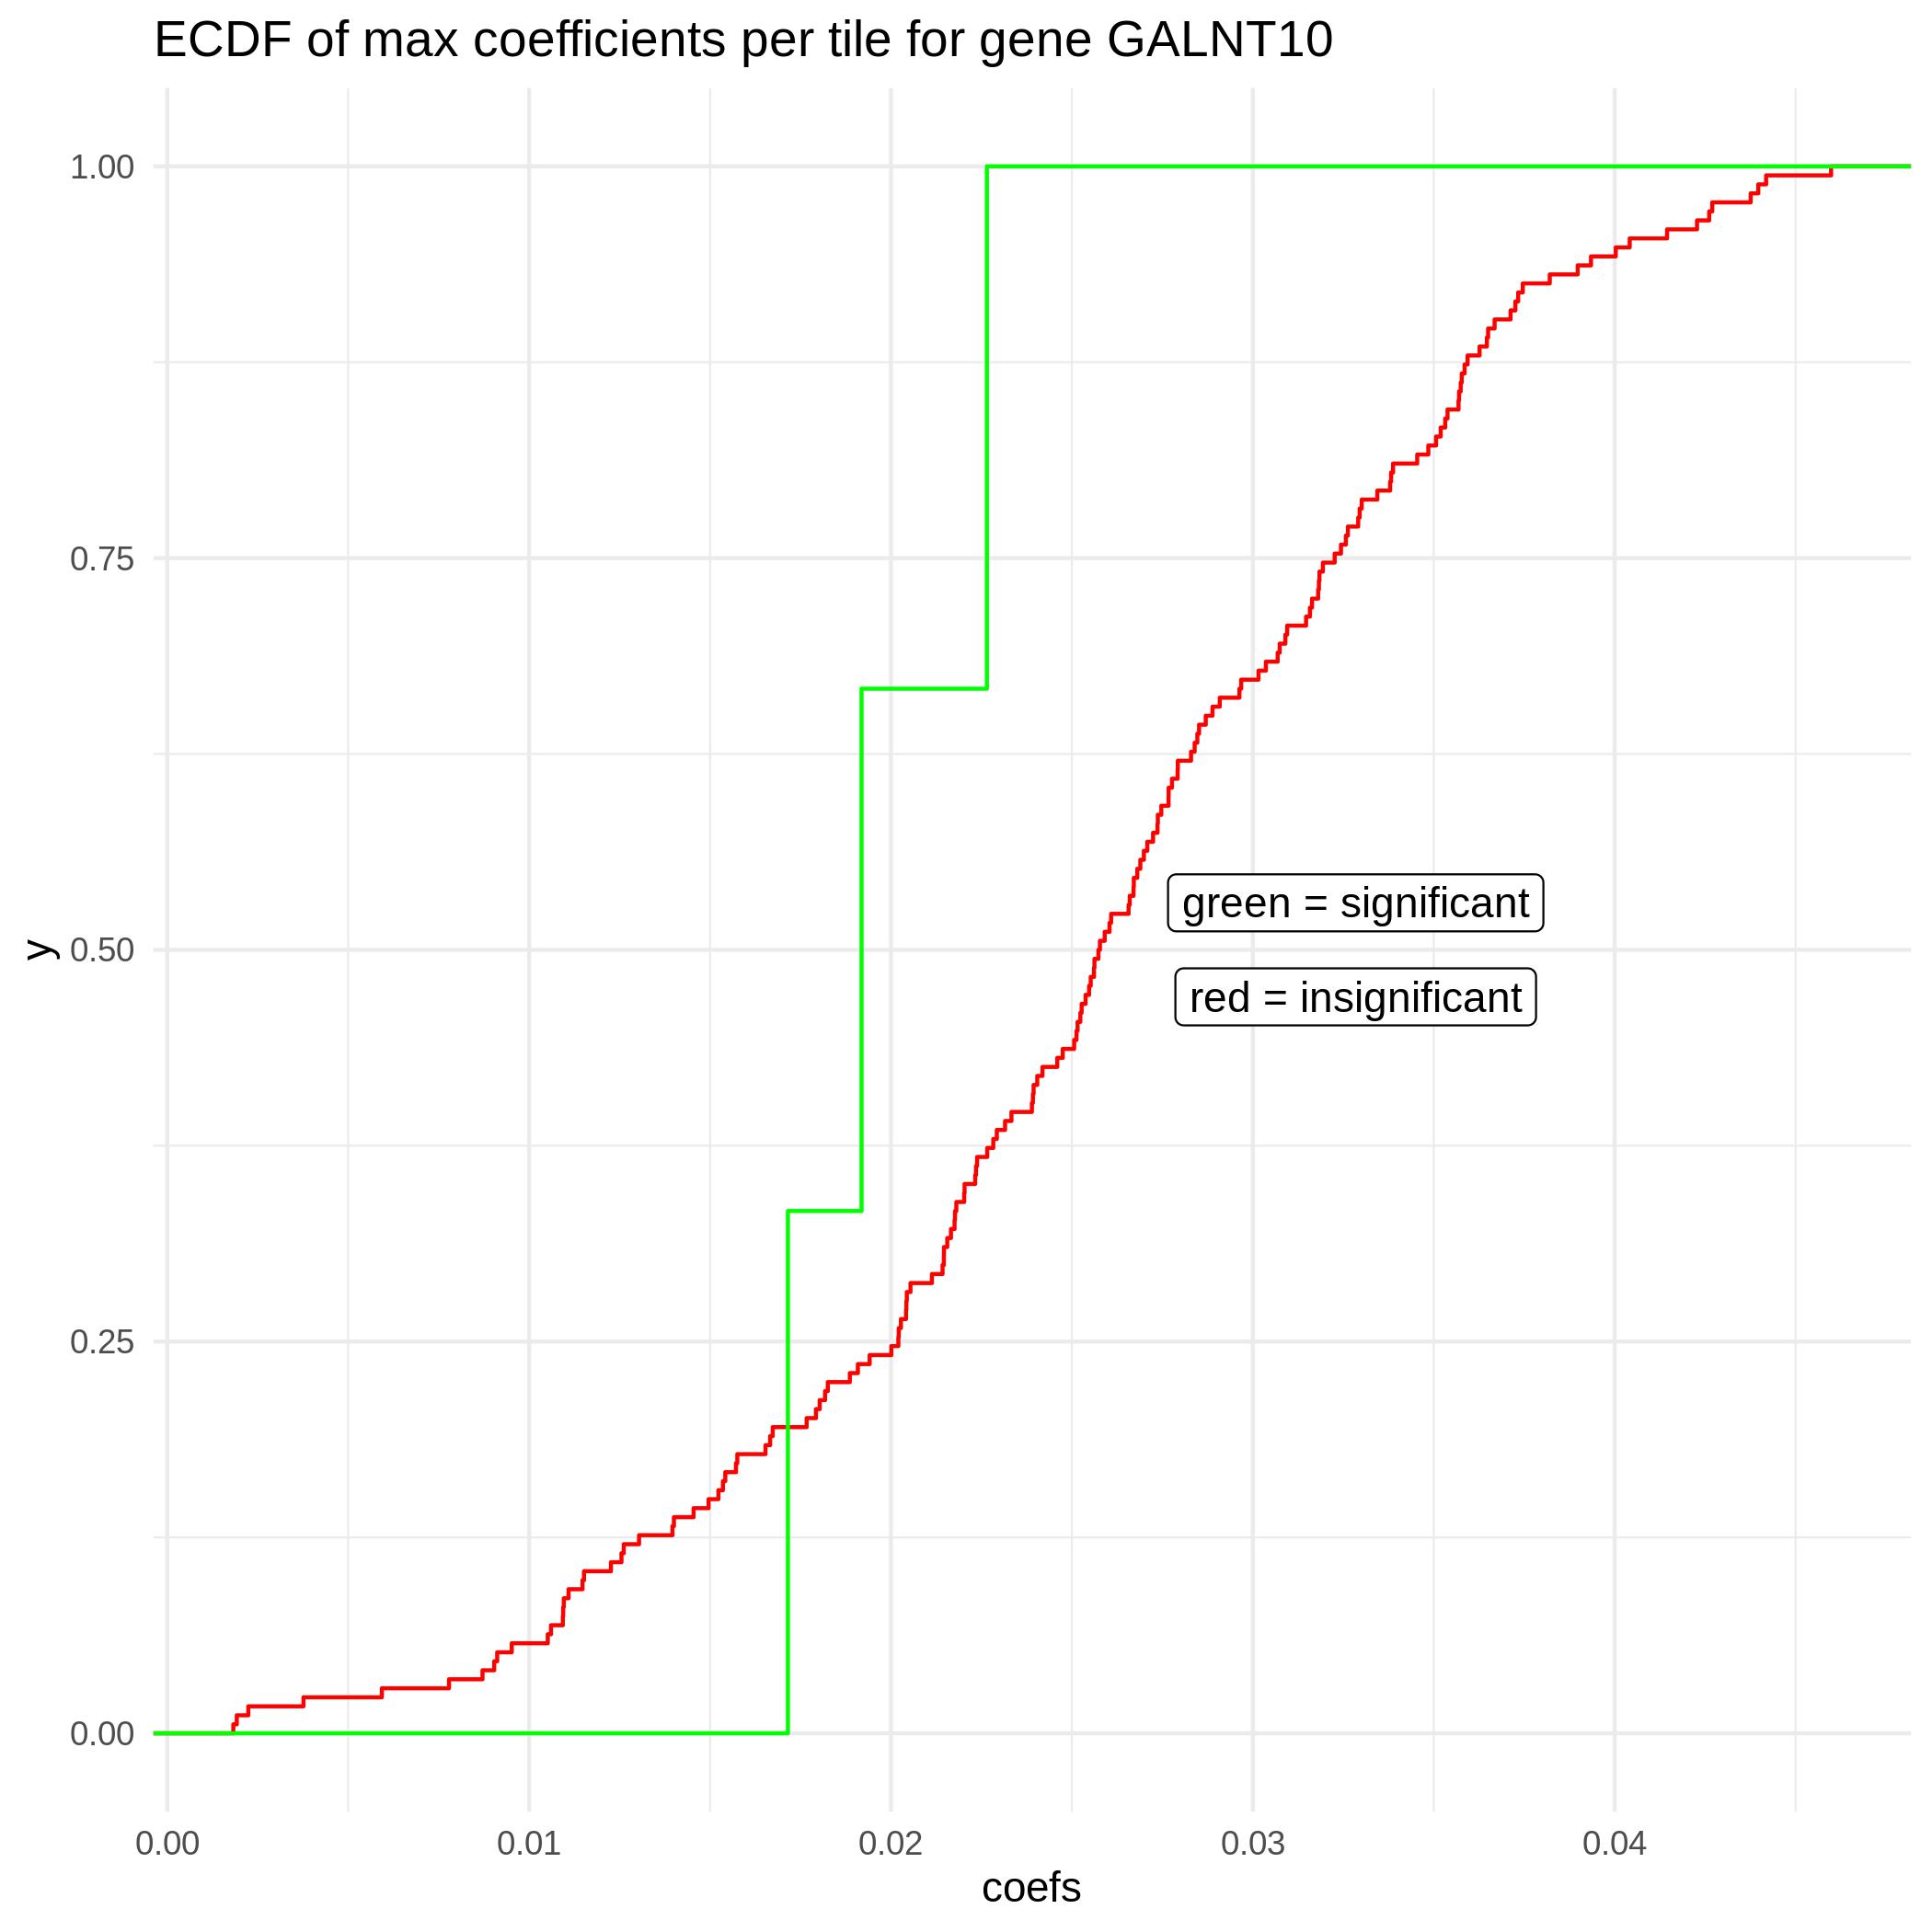 ECDF of max coefficients per tile for gene GALNT10
1.00
0.75
0.50
0.25
0.00
y
green = significant
red = insignificant
0.00 0.01 0.02 0.03 0.04
coefs